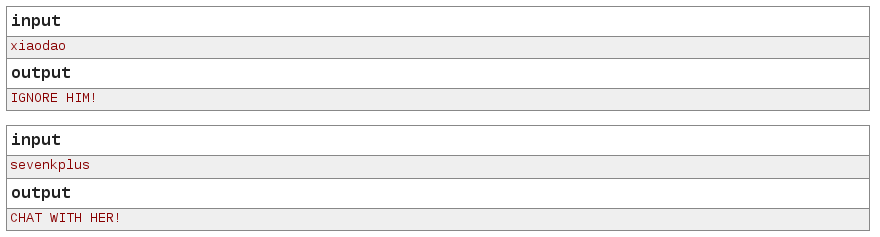 input
xiaodao
output
IGNORE HIM!
input
sevenkplus
output
CHAT WITH HER!